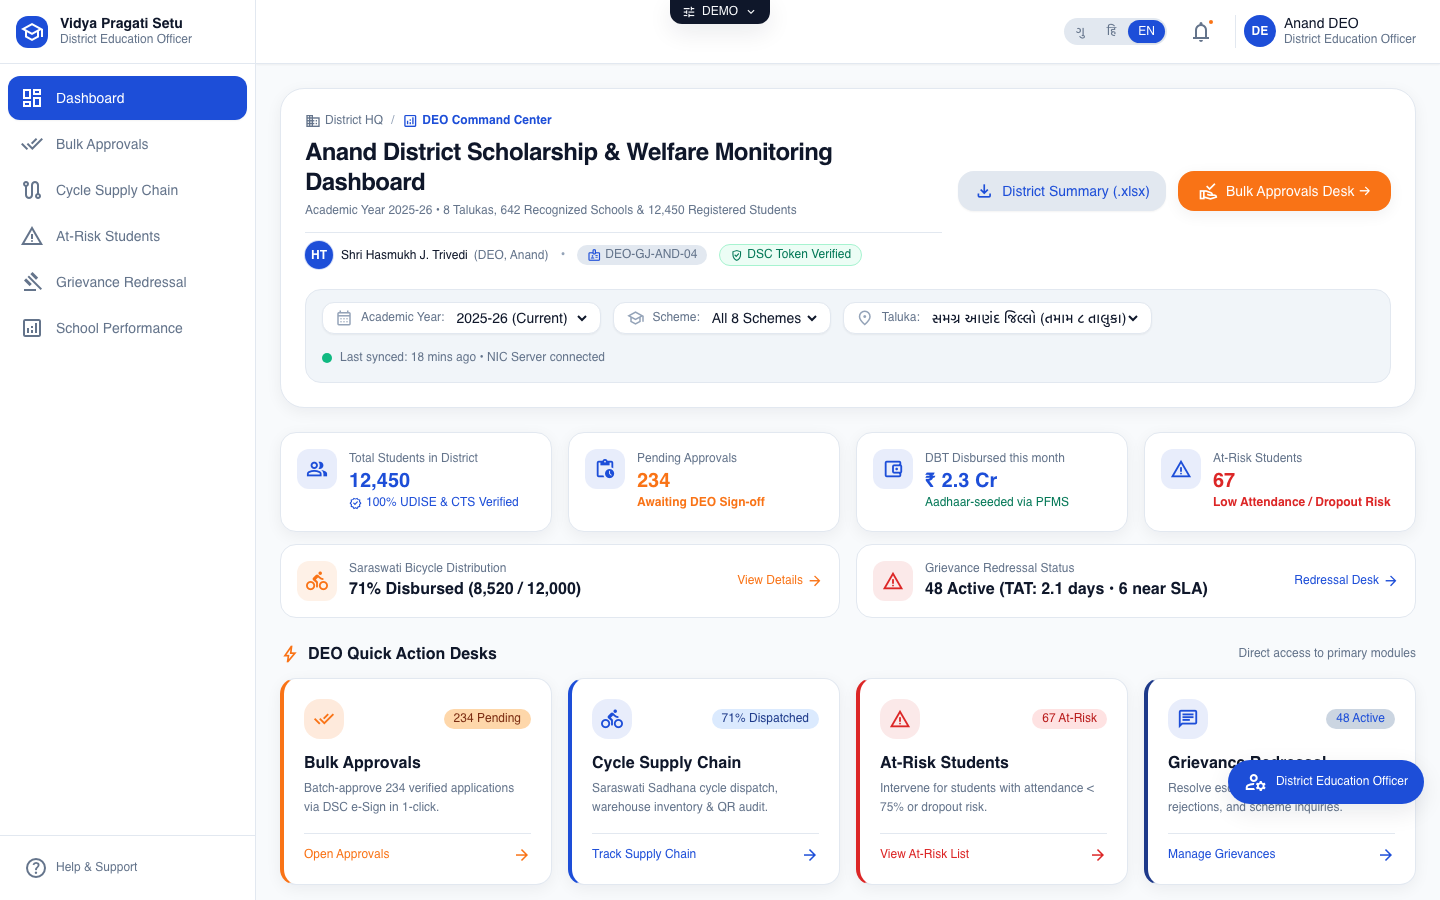 Vidya Pragati Setu
District Education Officer
DEMO
ગુ
हि
EN
DE
Anand DEO
District Education Officer
Dashboard
Bulk Approvals
Cycle Supply Chain
At-Risk Students
Grievance Redressal
School Performance
Help & Support
District HQ / DEO Command Center
Anand District Scholarship & Welfare Monitoring
Dashboard
Academic Year 2025-26 • 8 Talukas, 642 Recognized Schools & 12,450 Registered Students
District Summary (.xlsx)
Bulk Approvals Desk →
HT Shri Hasmukh J. Trivedi (DEO, Anand) • DEO-GJ-AND-04 DSC Token Verified
Academic Year: 2025-26 (Current)
Scheme: All 8 Schemes
Taluka: સમગ્ર આણંદ જિલ્લો (તમામ ૮ તાલુકા)
Last synced: 18 mins ago • NIC Server connected
Total Students in District
12,450
100% UDISE & CTS Verified
Pending Approvals
234
Awaiting DEO Sign-off
DBT Disbursed this month
₹ 2.3 Cr
Aadhaar-seeded via PFMS
At-Risk Students
67
Low Attendance / Dropout Risk
Saraswati Bicycle Distribution
71% Disbursed (8,520 / 12,000)
View Details
Grievance Redressal Status
48 Active (TAT: 2.1 days • 6 near SLA)
Redressal Desk
DEO Quick Action Desks
Direct access to primary modules
234 Pending
Bulk Approvals
Batch-approve 234 verified applications
via DSC e-Sign in 1-click.
Open Approvals
71% Dispatched
Cycle Supply Chain
Saraswati Sadhana cycle dispatch,
warehouse inventory & QR audit.
Track Supply Chain
67 At-Risk
At-Risk Students
Intervene for students with attendance <
75% or dropout risk.
View At-Risk List
48 Active
Grievance
Resolve
rejections, and scheme inquiries.
Manage Grievances
District Education Officer